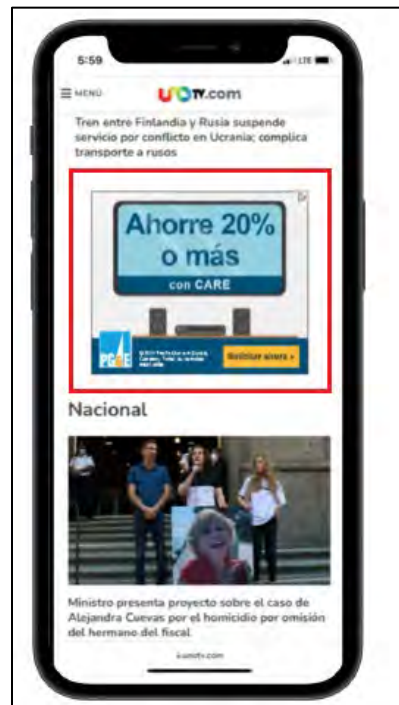 5:59
LTE
MENÚ
UnoTV.com
Tren entre Finlandia y Rusia suspende
servicio por conflicto en Ucrania; complica
transporte a rusos
Ahorre 20%
o más
con CARE
PG&E
Solicitar ahora ▸
Nacional
Ministro presenta proyecto sobre el caso de
Alejandra Cuevas por el homicidio por omisión
del hermano del fiscal
unotv.com